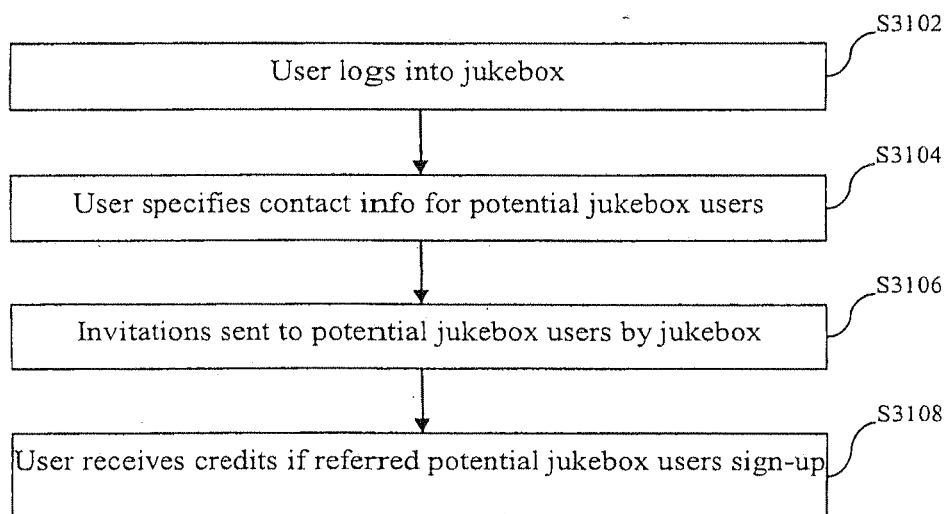 S3102
User logs into jukebox
S3104
User specifies contact info for potential jukebox users
S3106
Invitations sent to potential jukebox users by jukebox
S3108
User receives credits if referred potential jukebox users sign-up